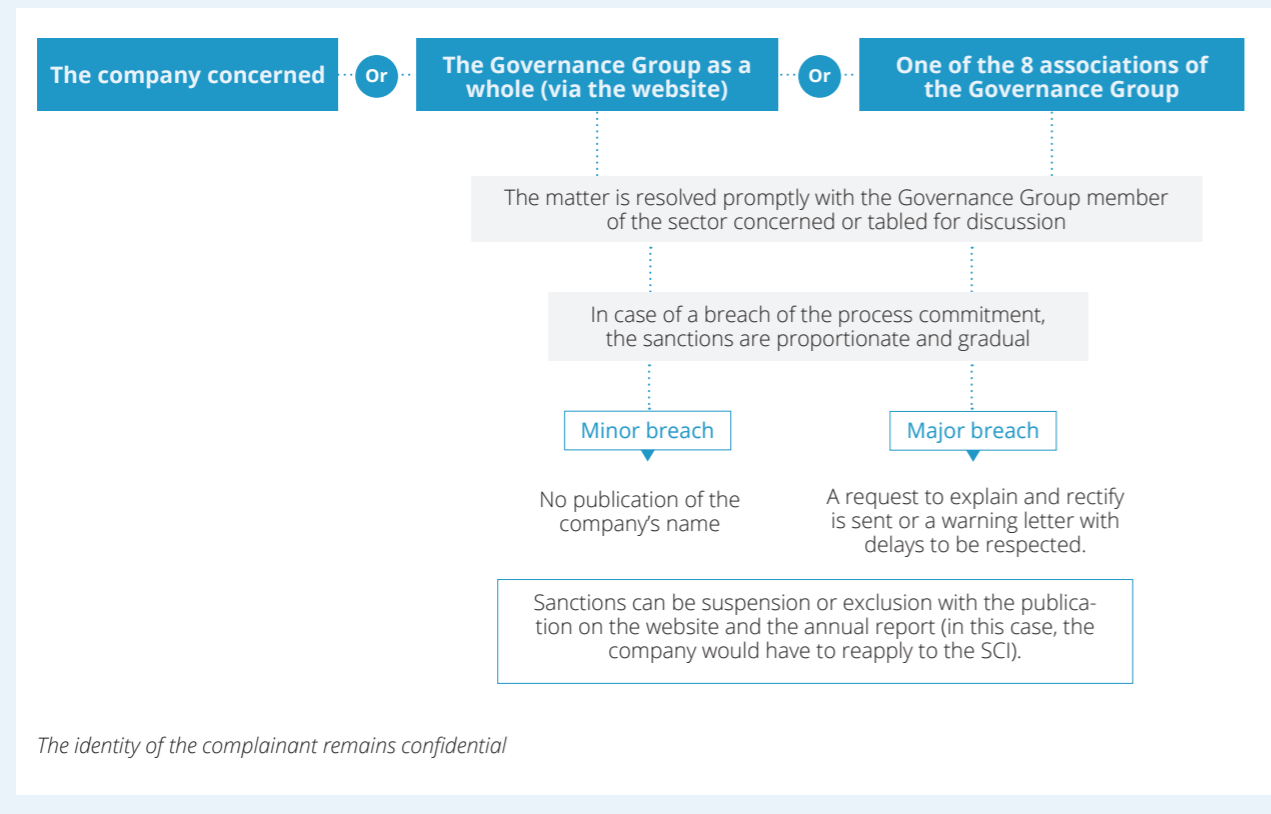 The company concerned
Or
The Governance Group as a
whole (via the website)
Or
One of the 8 associations of
the Governance Group
The matter is resolved promptly with the Governance Group member
of the sector concerned or tabled for discussion
In case of a breach of the process commitment,
the sanctions are proportionate and gradual
Minor breach
No publication of the
company’s name
Major breach
A request to explain and rectify
is sent or a warning letter with
delays to be respected.
Sanctions can be suspension or exclusion with the publica-
tion on the website and the annual report (in this case, the
company would have to reapply to the SCI).
The identity of the complainant remains confidential